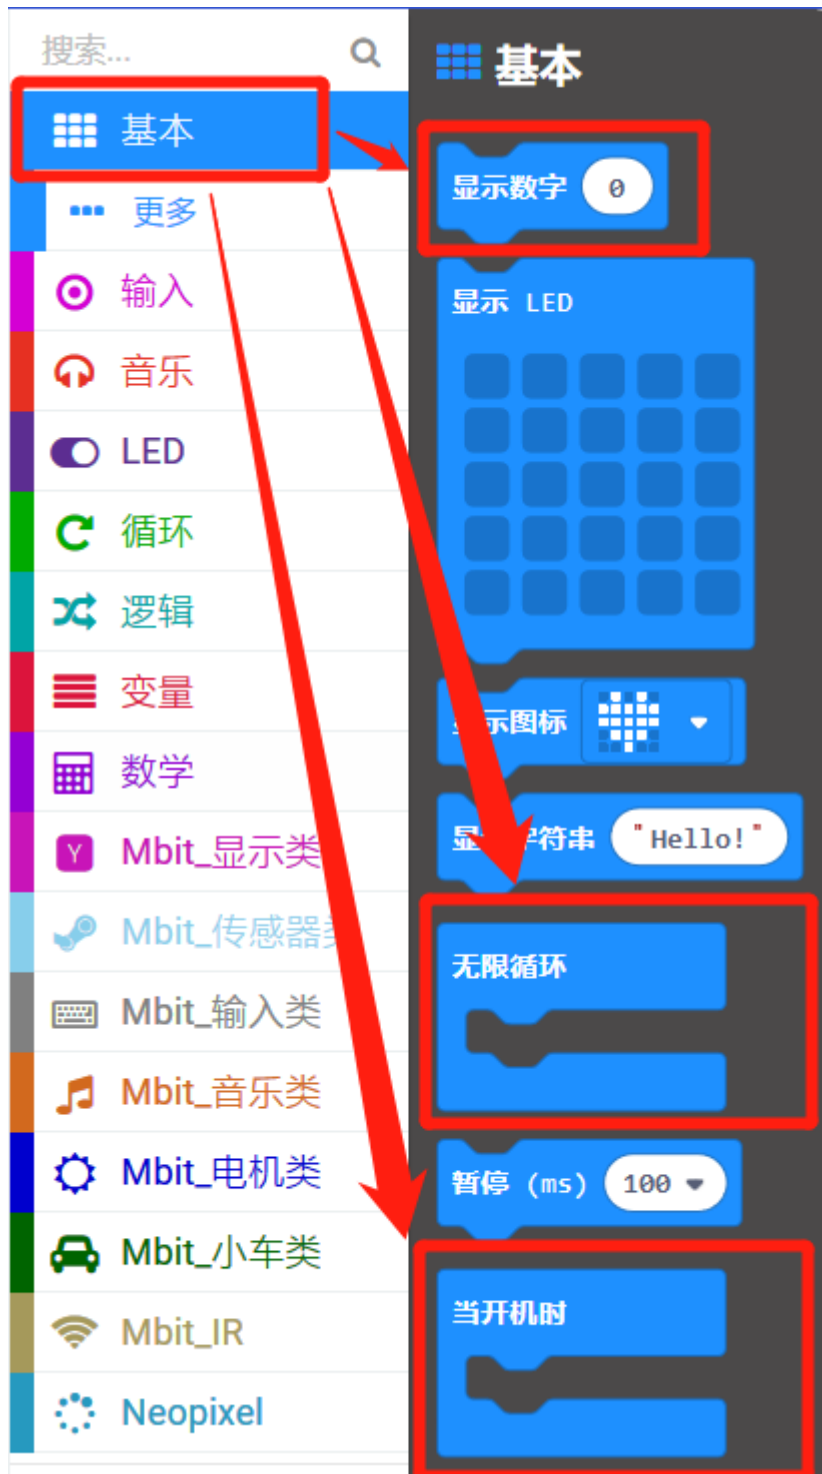 搜索...
基本
更多
输入
音乐
LED
循环
逻辑
变量
数学
Mbit_显示类
Mbit_传感器类
Mbit_输入类
Mbit_音乐类
Mbit_电机类
Mbit_小车类
Mbit_IR
Neopixel
基本
显示数字 0
显示 LED
显示图标
显示字符串 "Hello!"
无限循环
暂停 (ms) 100
当开机时